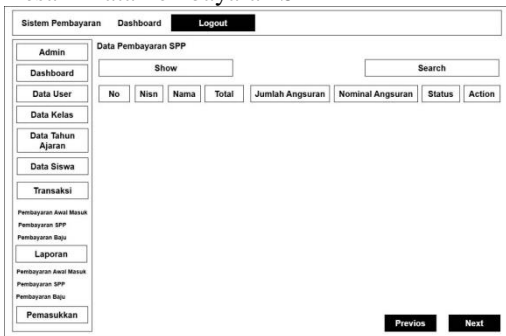 Sistem Pembayaran Dashboard Logout
Admin
Dashboard
Data User
Data Kelas
Data Tahun
Ajaran
Data Siswa
Transaksi
Pembayaran Awal Masuk
Pembayaran SPP
Pembayaran Baju
Laporan
Pembayaran Awal Masuk
Pembayaran SPP
Pembayaran Baju
Pemasukkan
Data Pembayaran SPP
Show Search
No Nisn Nama Total Jumlah Angsuran Nominal Angsuran Status Action
Previos Next